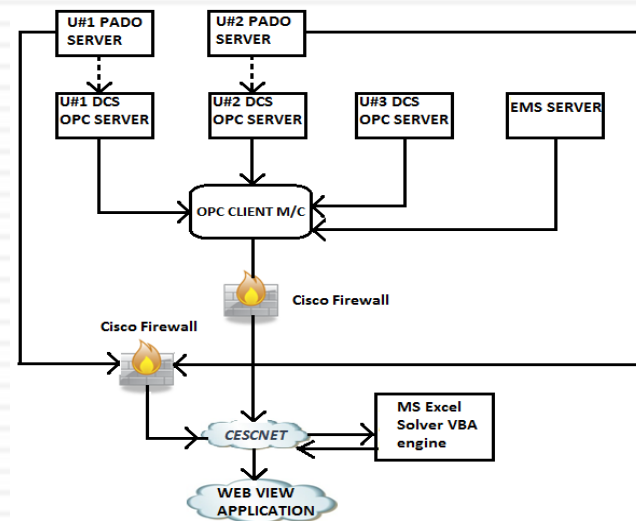 U#1 PADO
SERVER
U#2 PADO
SERVER
U#1 DCS
OPC SERVER
U#2 DCS
OPC SERVER
U#3 DCS
OPC SERVER
EMS SERVER
OPC CLIENT M/C
Cisco Firewall
Cisco Firewall
CESCNET
MS Excel
Solver VBA
engine
WEB VIEW
APPLICATION